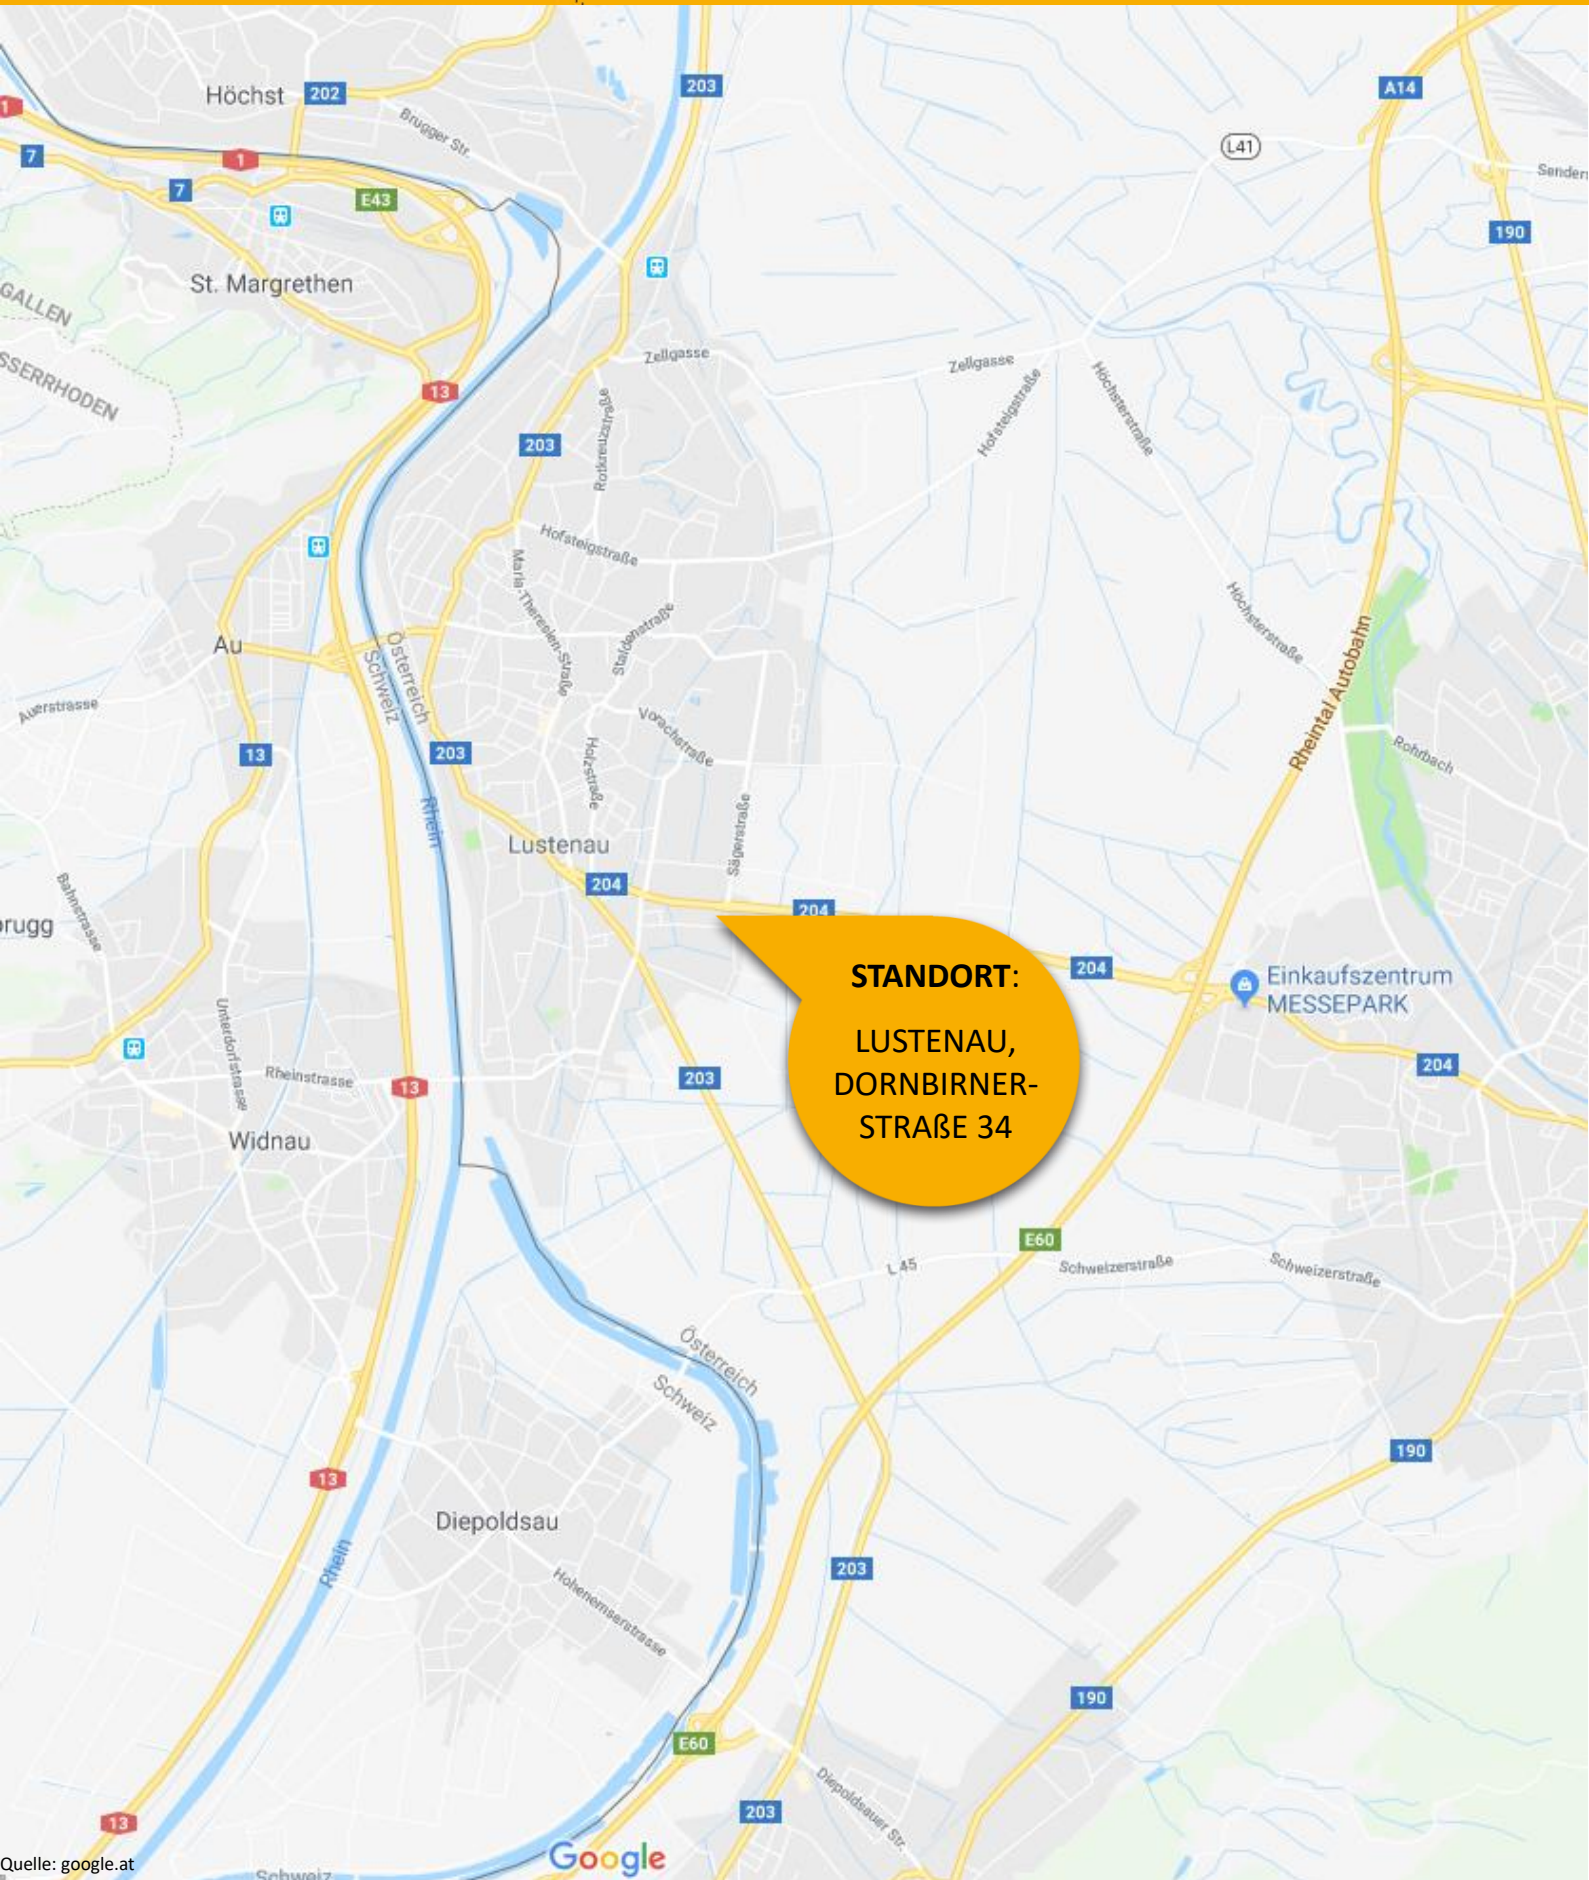 Höchst
202
203
A14
1
Brugger Str.
L41
7
1
7
E43
190
St. Margrethen
GALLEN
SSERRHODEN
Zellgasse
Zellgasse
13
Rotkreuzstraße
Hofsteigstraße
Höchsterstraße
203
Hofsteigstraße
Maria-Theresien-Straße
Staldenstraße
Höchsterstraße
Au
Österreich
Schweiz
Rheintal Autobahn
Auerstrasse
Vorachstraße
13
203
Rohrbach
Holzstraße
Rhein
Sägerstraße
Lustenau
204
204
Bahnstrasse
rugg
STANDORT:
LUSTENAU,
DORNBIRNER-
STRAßE 34
204
Einkaufszentrum
MESSEPARK
Unterdorfstrasse
Rheinstrasse
13
203
204
Widnau
E60
L 45
Schweizerstraße
Schweizerstraße
Österreich
Schweiz
190
13
Diepoldsau
Rhein
203
Hohenemserstrasse
190
E60
Diepoldsauer Str.
203
13
Google
Quelle: google.at
Schweiz